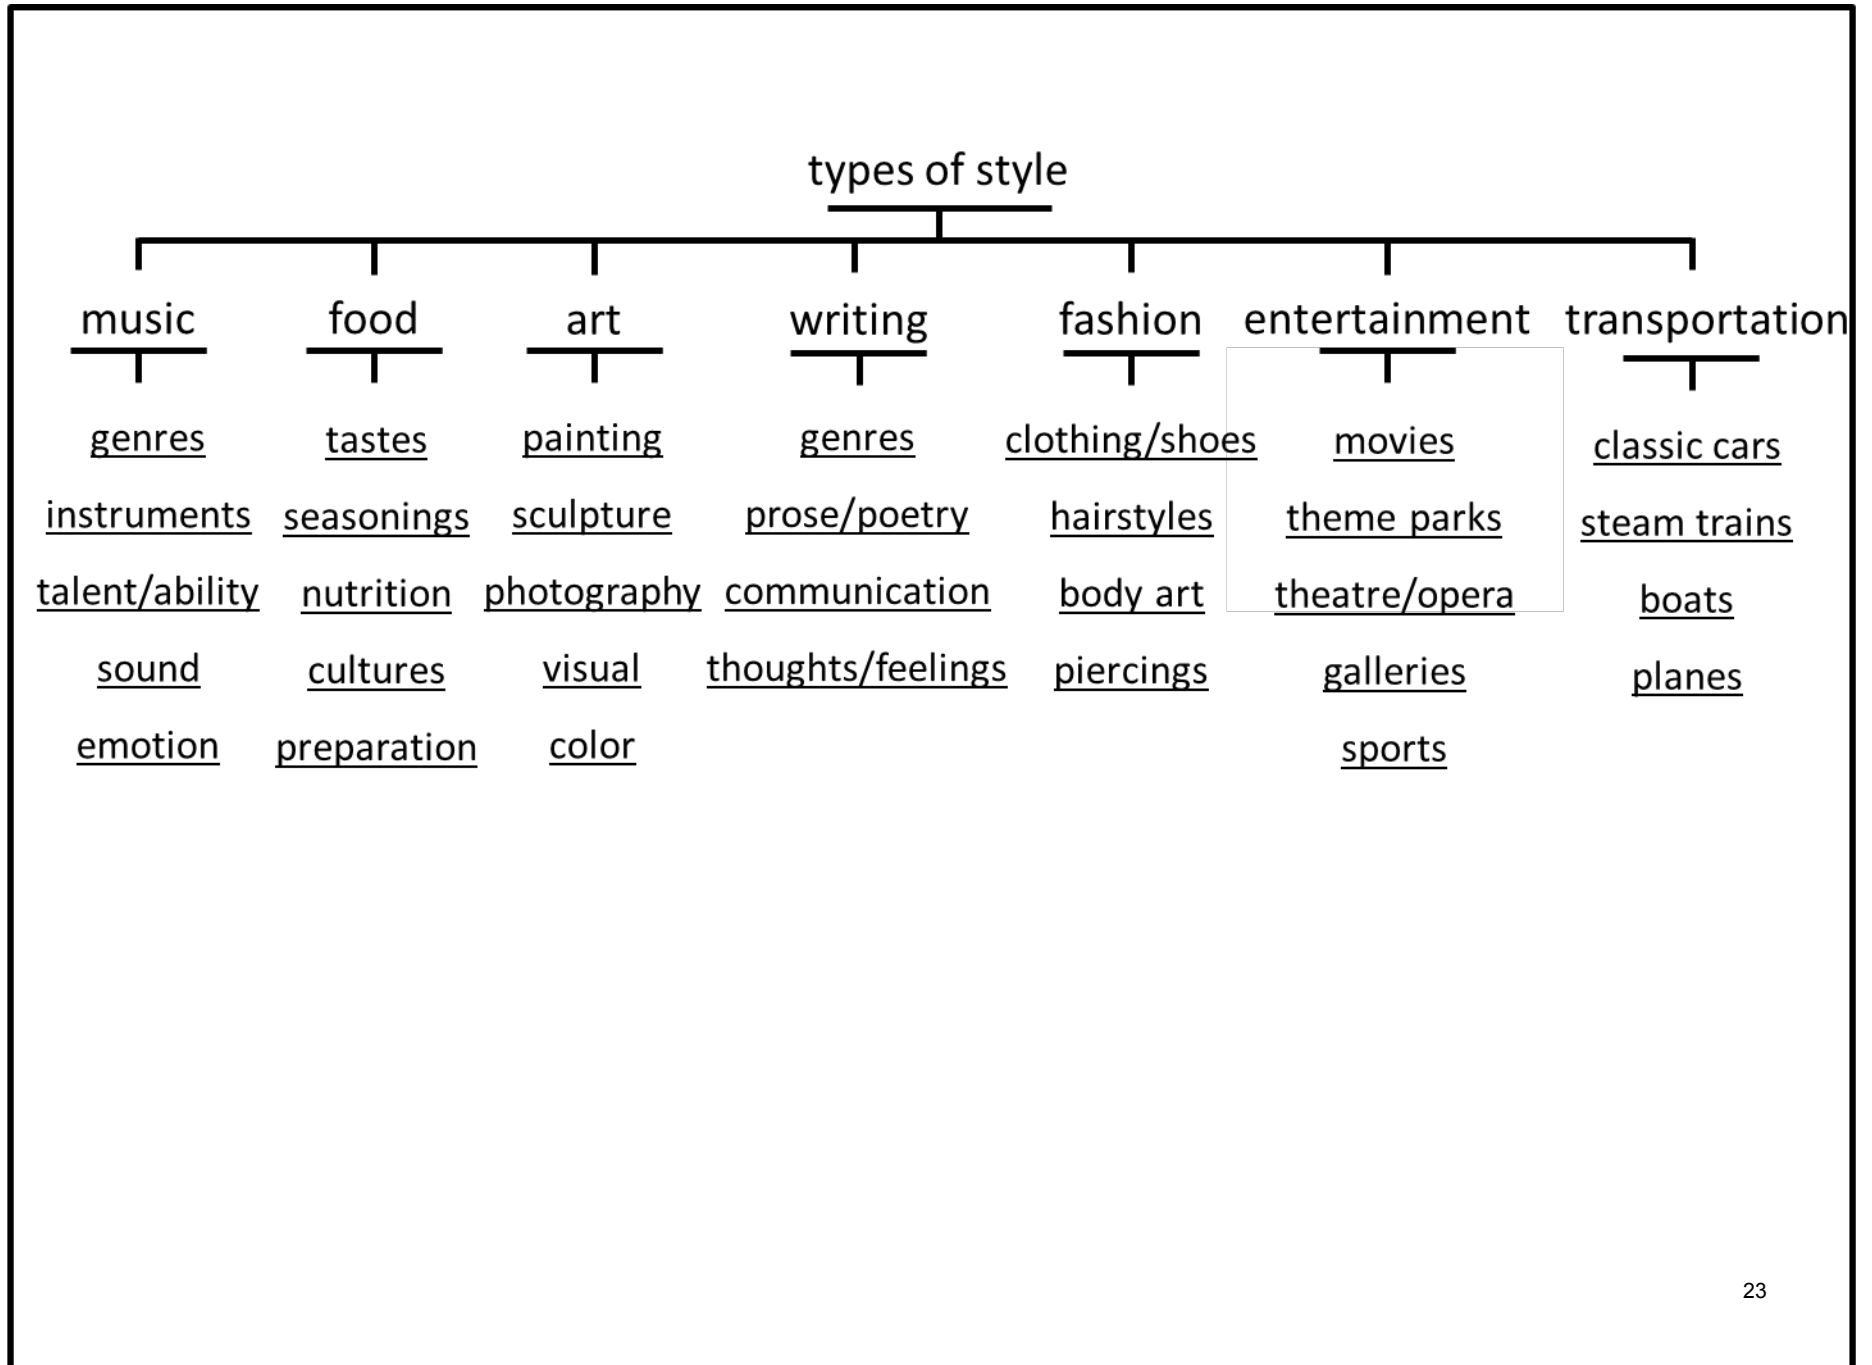 types of style
music food art writing fashion entertainment transportation
genres tastes painting genres clothing/shoes movies classic cars
instruments seasonings sculpture prose/poetry hairstyles theme parks steam trains
talent/ability nutrition photography communication body art theatre/opera boats
sound cultures visual thoughts/feelings piercings galleries planes
emotion preparation color sports
23